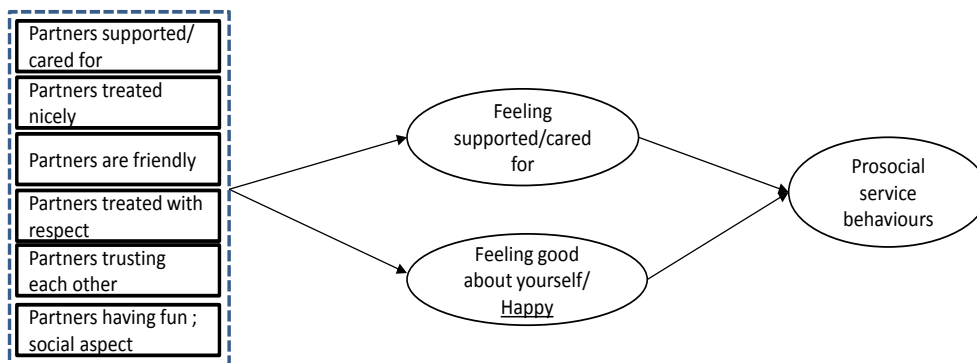 Partners supported/
cared for
Partners treated
nicely
Partners are friendly
Partners treated with
respect
Partners trusting
each other
Partners having fun ;
social aspect
Feeling
supported/cared
for
Feeling good
about yourself/
Happy
Prosocial
service
behaviours